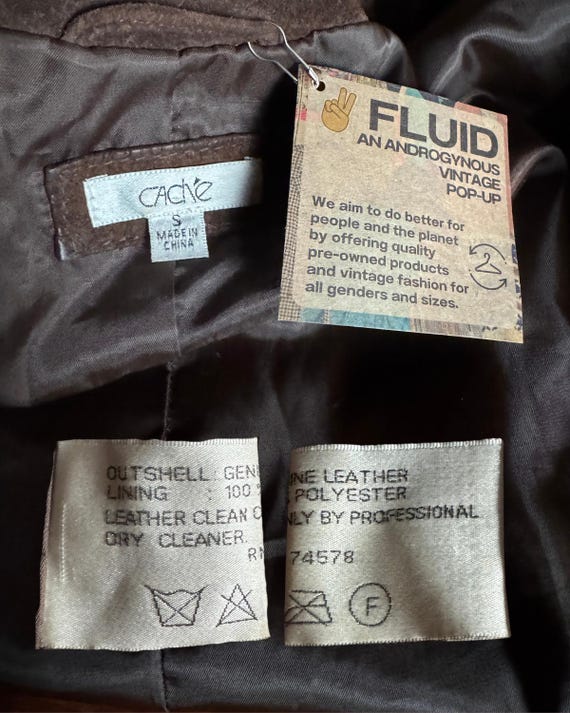 caché
S
MADE IN
CHINA
FLUID
AN ANDROGYNOUS
VINTAGE
POP-UP
We aim to do better for
people and the planet
by offering quality
pre-owned products
and vintage fashion for
all genders and sizes.
OUTSHELL: GEN
LINING : 100
LEATHER CLEAN
DRY CLEANER.
RN
INE LEATHER
POLYESTER
NLY BY PROFESSIONAL
74578
F